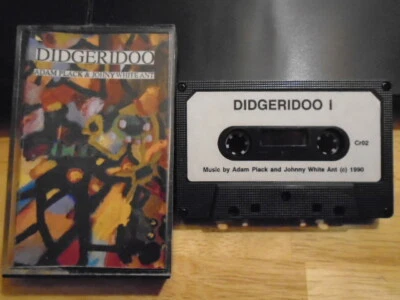 DIDGERIDOO
ADAM PLACK & JOHNY WHITE ANT
DIDGERIDOO I
Cr02
Music by Adam Plack and Johnny White Ant (c) 1990